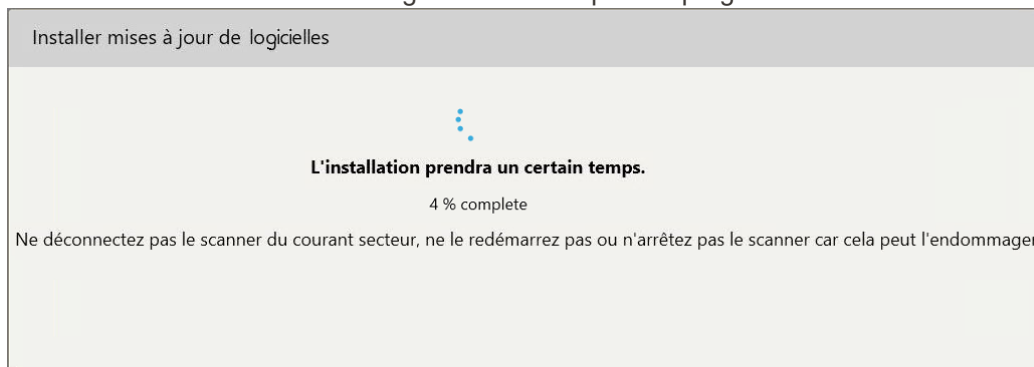 Installer mises à jour de logicielles
L'installation prendra un certain temps.
4 % complete
Ne déconnectez pas le scanner du courant secteur, ne le redémarrez pas ou n'arrêtez pas le scanner car cela peut l'endommager